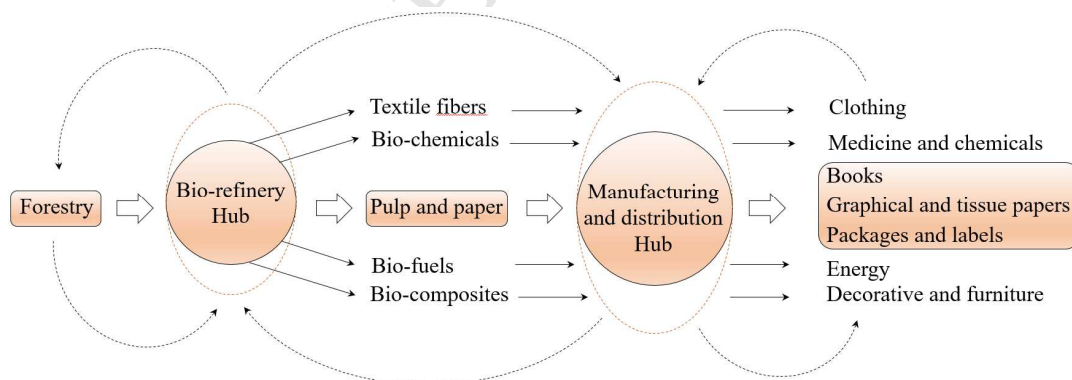 Textile fibers
Clothing
Bio-chemicals
Medicine and chemicals
Forestry
Bio-refinery
Hub
Pulp and paper
Manufacturing
and distribution
Hub
Books
Graphical and tissue papers
Packages and labels
Bio-fuels
Energy
Bio-composites
Decorative and furniture